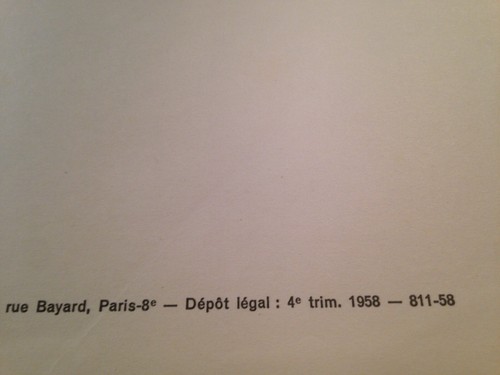 rue Bayard, Paris-8e — Dépôt légal : 4e trim. 1958 — 811-58